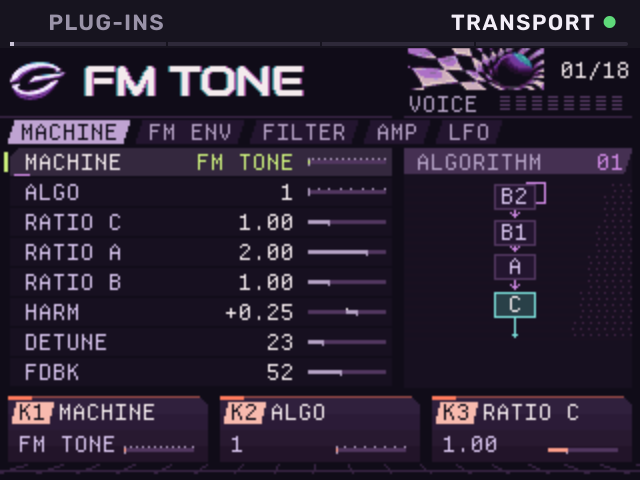 PLUG-INS TRANSPORT
FM TONE 01/18
VOICE
MACHINE FM ENV FILTER AMP LFO
MACHINE FM TONE
ALGO 1
RATIO C 1.00
RATIO A 2.00
RATIO B 1.00
HARM +0.25
DETUNE 23
FDBK 52
ALGORITHM 01
B2
B1
A
C
K1 MACHINE
FM TONE
K2 ALGO
1
K3 RATIO C
1.00